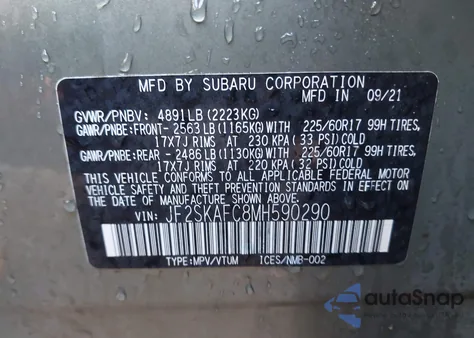 MFD BY SUBARU CORPORATION
MFD IN 09/21
GVWR/PNBV: 4891LB (2223KG)
GAWR/PNBE:FRONT- 2563LB (1165KG)WITH 225/60R17 99H TIRES,
17X7J RIMS AT 230 KPA (33 PSI)COLD
GAWR/PNBE:REAR - 2486LB (1130KG)WITH 225/60R17 99H TIRES,
17X7J RIMS AT 220 KPA (32 PSI)COLD
THIS VEHICLE CONFORMS TO ALL APPLICABLE FEDERAL MOTOR
VEHICLE SAFETY, BUMPER, AND THEFT PREVENTION STANDARDS
IN EFFECT ON THE DATE OF MANUFACTURE SHOWN ABOVE.
VIN: JF2SKAFC8MH590290
TYPE:MPV/VTUM ICES/NMB-002
autoSnap